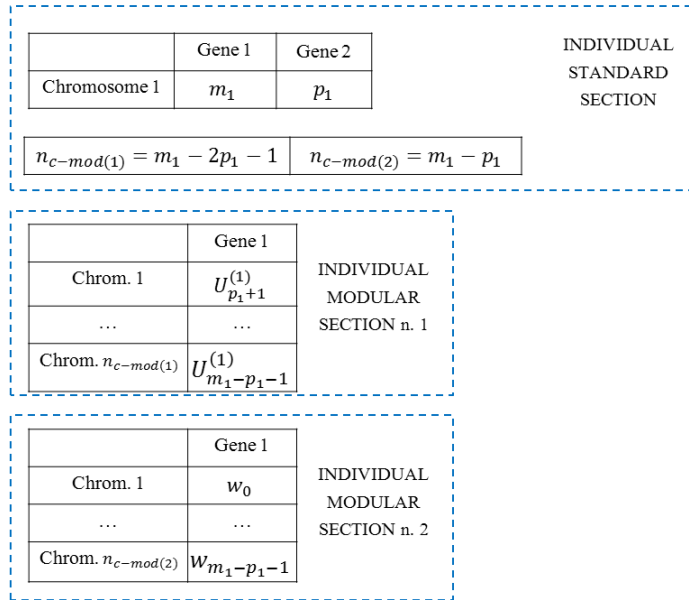 Gene 1 Gene 2
Chromosome 1 m₁ p₁
INDIVIDUAL
STANDARD
SECTION
n_{c−mod(1)} = m₁ − 2p₁ − 1 n_{c−mod(2)} = m₁ − p₁
Gene 1
Chrom. 1 U_{p₁+1}^{(1)}
... ...
Chrom. n_{c−mod(1)} U_{m₁−p₁−1}^{(1)}
INDIVIDUAL
MODULAR
SECTION n. 1
Gene 1
Chrom. 1 w₀
... ...
Chrom. n_{c−mod(2)} w_{m₁−p₁−1}
INDIVIDUAL
MODULAR
SECTION n. 2